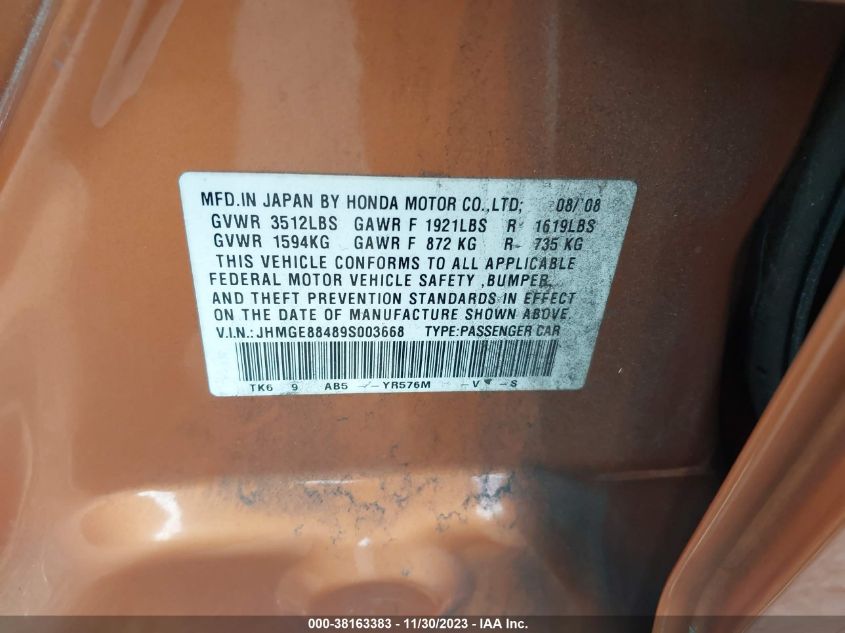 MFD.IN JAPAN BY HONDA MOTOR CO.,LTD; 08/'08
GVWR 3512LBS GAWR F 1921LBS R 1619LBS
GVWR 1594KG GAWR F 872 KG R 735 KG
THIS VEHICLE CONFORMS TO ALL APPLICABLE
FEDERAL MOTOR VEHICLE SAFETY ,BUMPER,
AND THEFT PREVENTION STANDARDS IN EFFECT
ON THE DATE OF MANUFACTURE SHOWN ABOVE.
V.I.N.: JHMGE88489S003668 TYPE:PASSENGER CAR
TK6 9 AB5 YR576M -V -S
000-38163383 - 11/30/2023 - IAA Inc.